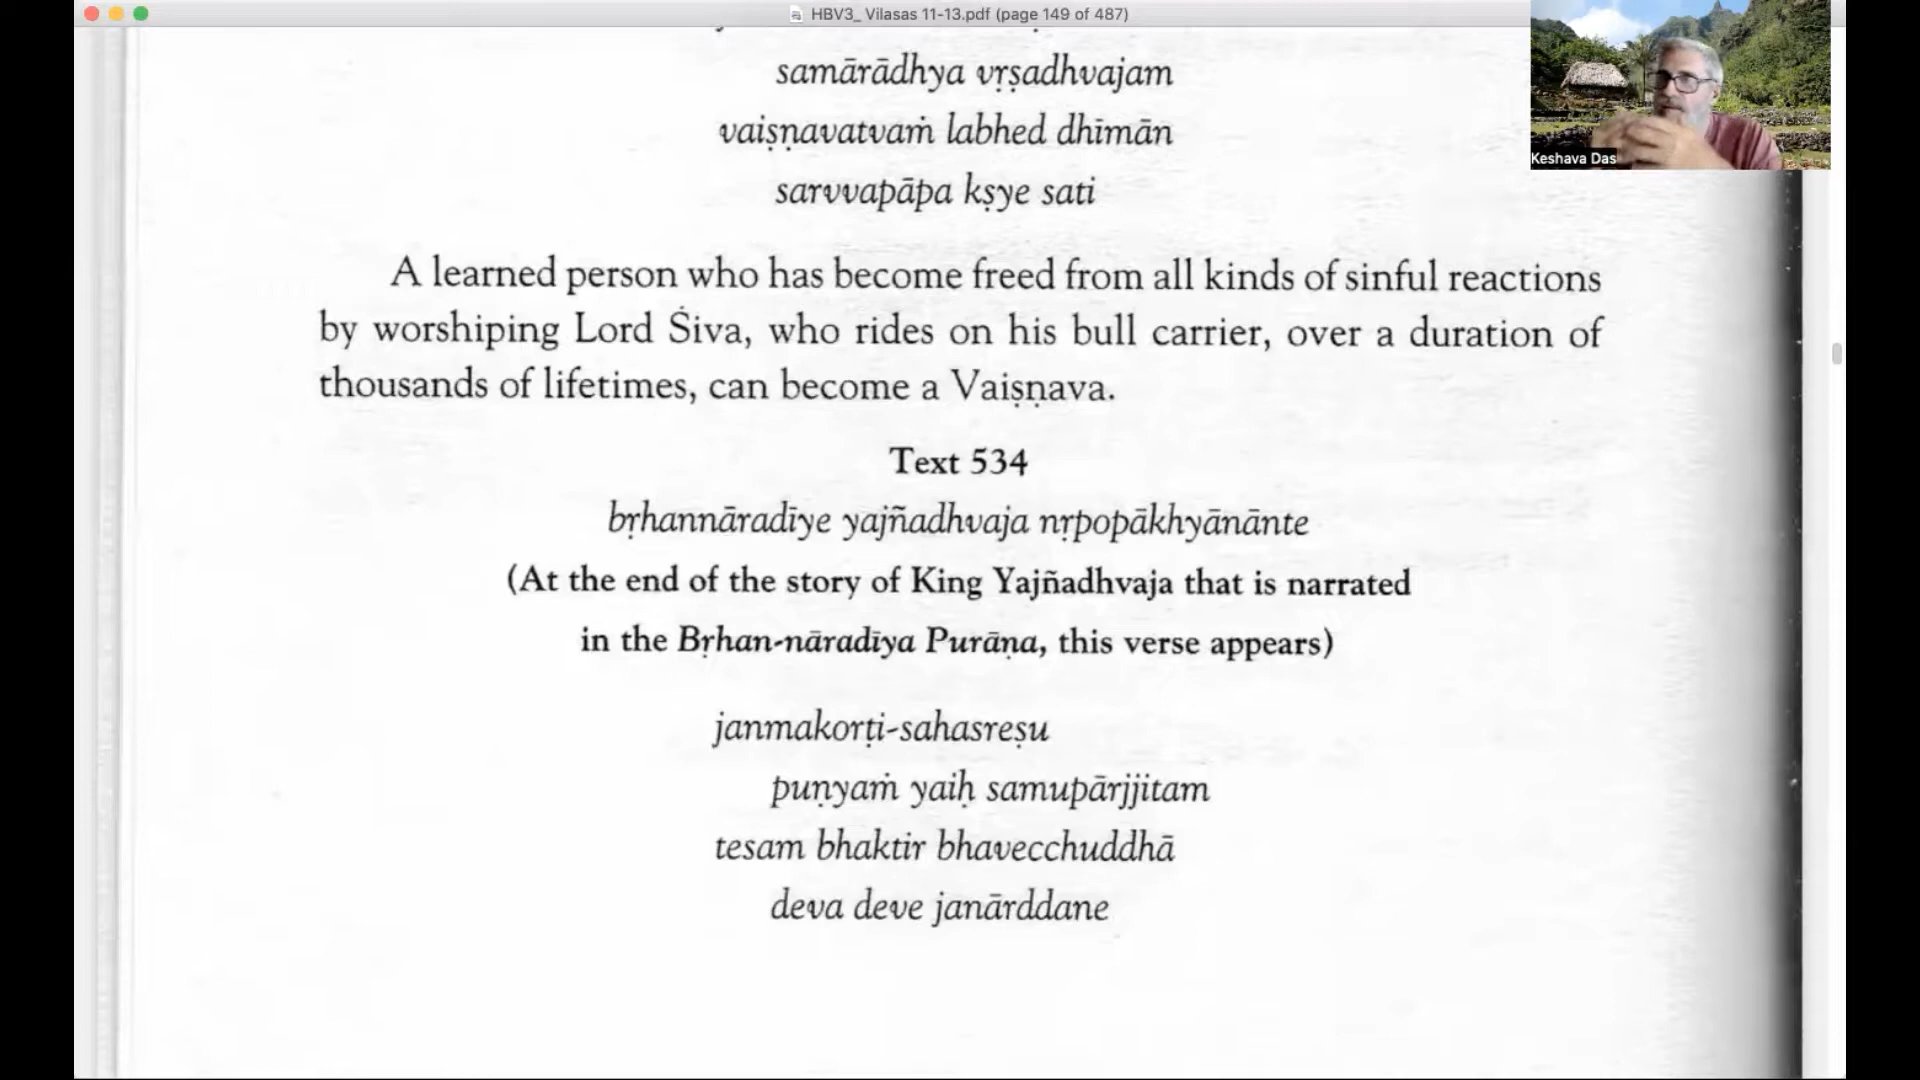 HBV3_ Vilasas 11-13.pdf (page 149 of 487)
samārādhya vṛṣadhvajam
vaiṣṇavatvaṁ labhed dhīmān
sarvvapāpa kṣye sati
Keshava Das
A learned person who has become freed from all kinds of sinful reactions
by worshiping Lord Śiva, who rides on his bull carrier, over a duration of
thousands of lifetimes, can become a Vaiṣṇava.
Text 534
bṛhannāradīye yajñadhvaja nṛpopākhyānānte
(At the end of the story of King Yajñadhvaja that is narrated
in the Bṛhan-nāradīya Purāṇa, this verse appears)
janmakorṭi-sahasreṣu
puṇyaṁ yaiḥ samupārjjitam
tesam bhaktir bhavecchuddhā
deva deve janārddane